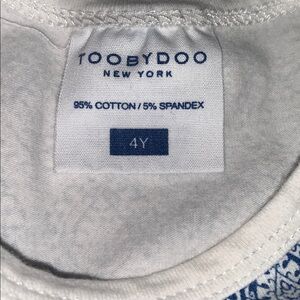 TOOBYDOO
NEW YORK
95% COTTON / 5% SPANDEX
4Y